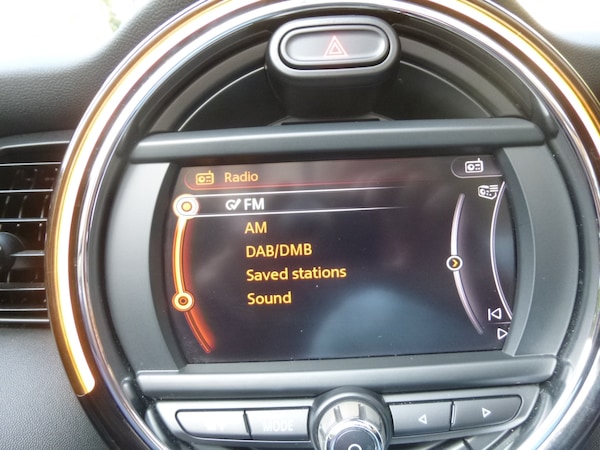 Radio
FM
AM
DAB/DMB
Saved stations
Sound
MODE